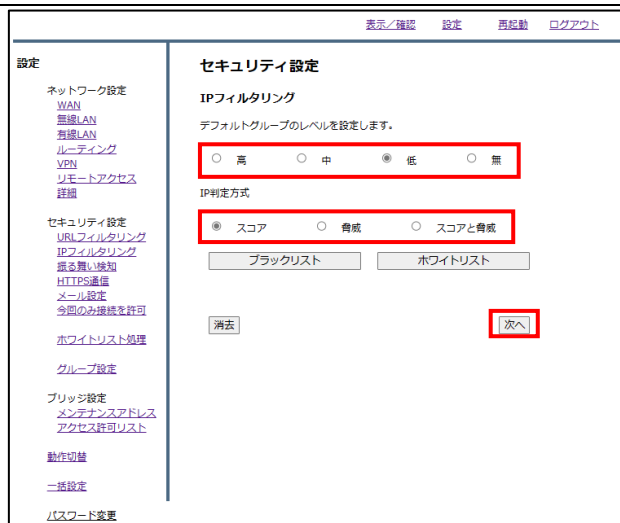 表示／確認 設定 再起動 ログアウト
設定
ネットワーク設定
WAN
無線LAN
有線LAN
ルーティング
VPN
リモートアクセス
詳細
セキュリティ設定
URLフィルタリング
IPフィルタリング
振る舞い検知
HTTPS通信
メール設定
今回のみ接続を許可
ホワイトリスト処理
グループ設定
ブリッジ設定
メンテナンスアドレス
アクセス許可リスト
動作切替
一括設定
パスワード変更
セキュリティ設定
IPフィルタリング
デフォルトグループのレベルを設定します。
高 中 低 無
IP判定方式
スコア 脅威 スコアと脅威
ブラックリスト ホワイトリスト
消去 次へ